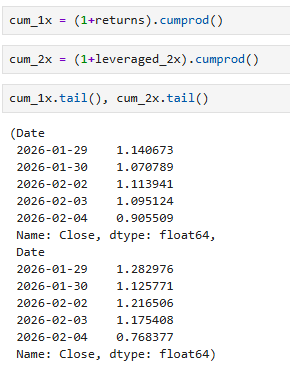 cum_1x = (1+returns).cumprod()
cum_2x = (1+leveraged_2x).cumprod()
cum_1x.tail(), cum_2x.tail()
(Date
2026-01-29    1.140673
2026-01-30    1.070789
2026-02-02    1.113941
2026-02-03    1.095124
2026-02-04    0.905509
Name: Close, dtype: float64,
Date
2026-01-29    1.282976
2026-01-30    1.125771
2026-02-02    1.216506
2026-02-03    1.175408
2026-02-04    0.768377
Name: Close, dtype: float64)